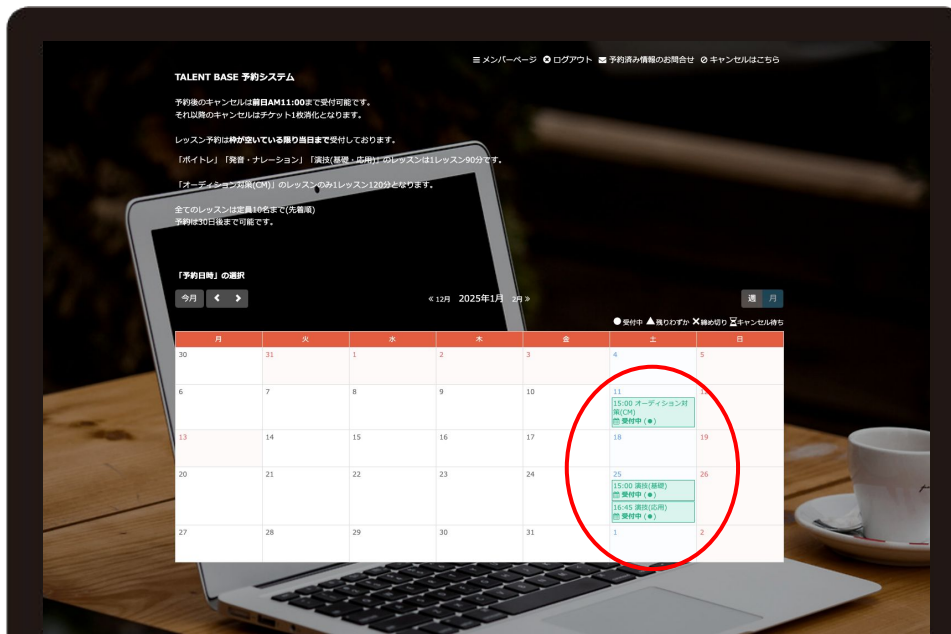 メンバーページ ログアウト 予約済み情報のお問合せ キャンセルはこちら
TALENT BASE 予約システム
予約後のキャンセルは前日AM11:00まで受付可能です。
それ以降のキャンセルはチケット1枚消化となります。
レッスン予約は枠が空いている限り当日まで受付しております。
「ボイトレ」「発音・ナレーション」「演技(基礎・応用)」のレッスンは1レッスン90分です。
「オーディション対策(CM)」のレッスンのみ1レッスン120分となります。
全てのレッスンは定員10名まで(先着順)
予約は30日後まで可能です。
「予約日時」の選択
今月 < > « 12月 2025年1月 2月 » 週 月
●受付中 ▲残りわずか ✕締め切り キャンセル待ち
月 火 水 木 金 土 日
30 31 1 2 3 4 5
6 7 8 9 10 11 12
15:00 オーディション対
策(CM)
受付中 (●)
13 14 15 16 17 18 19
20 21 22 23 24 25 26
15:00 演技(基礎)
受付中 (●)
16:45 演技(応用)
受付中 (●)
27 28 29 30 31 1 2